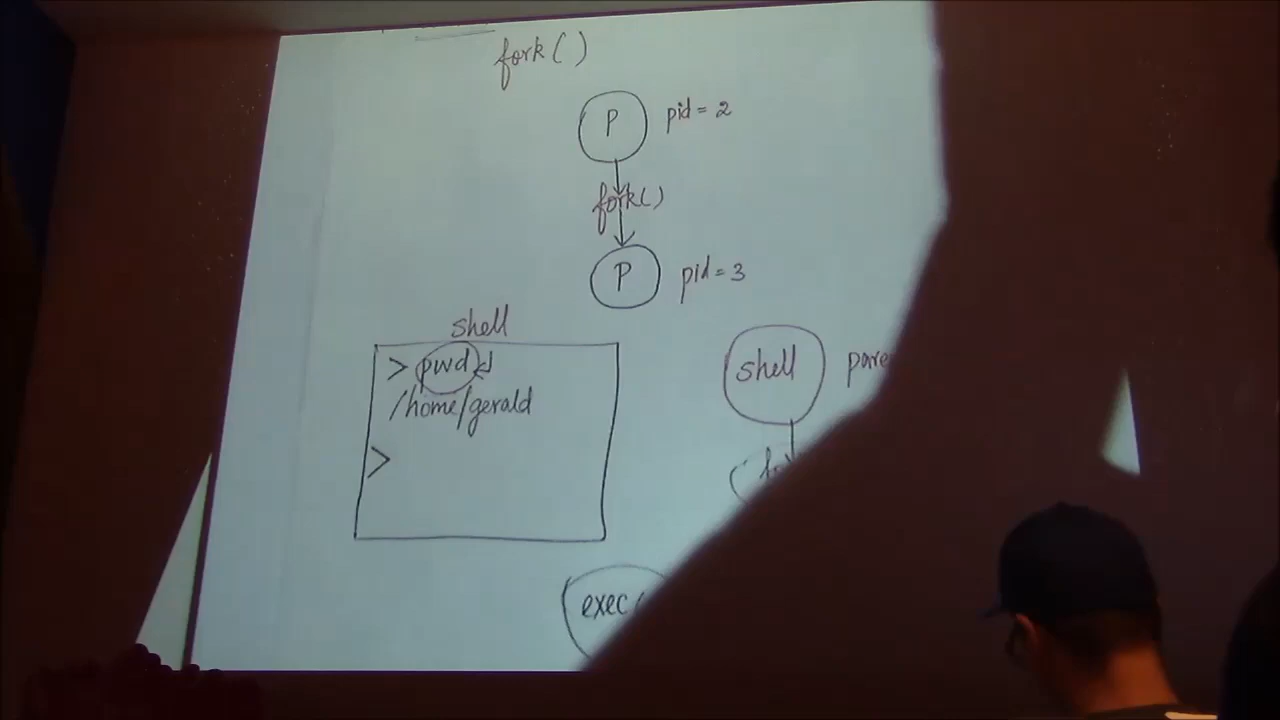 fork()
P pid = 2
fork()
P pid = 3
shell
> pwd
/home/gerald
>
shell
exec